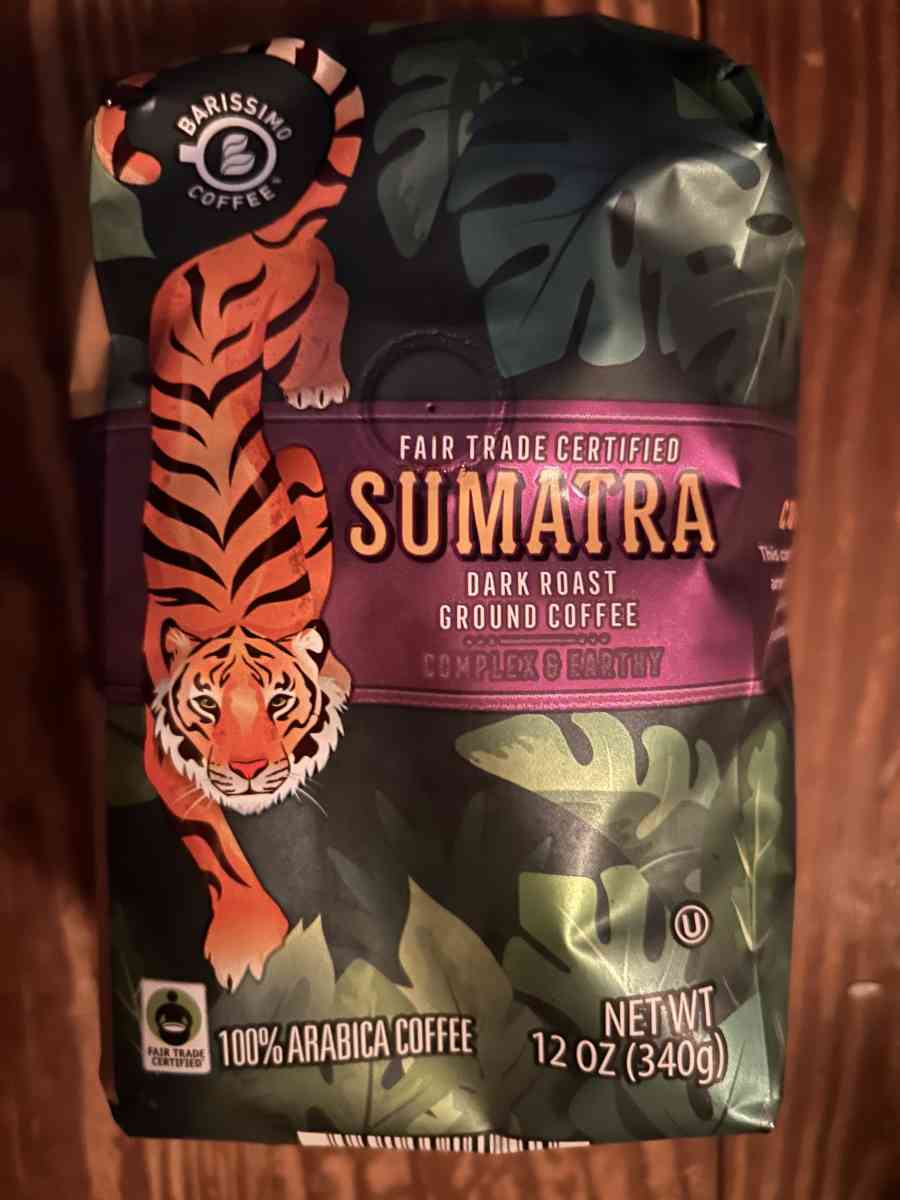 BARISSIMO
COFFEE
FAIR TRADE CERTIFIED
SUMATRA
DARK ROAST
GROUND COFFEE
COMPLEX & EARTHY
This
U
FAIR TRADE
CERTIFIED
100% ARABICA COFFEE
NET WT
12 OZ (340g)